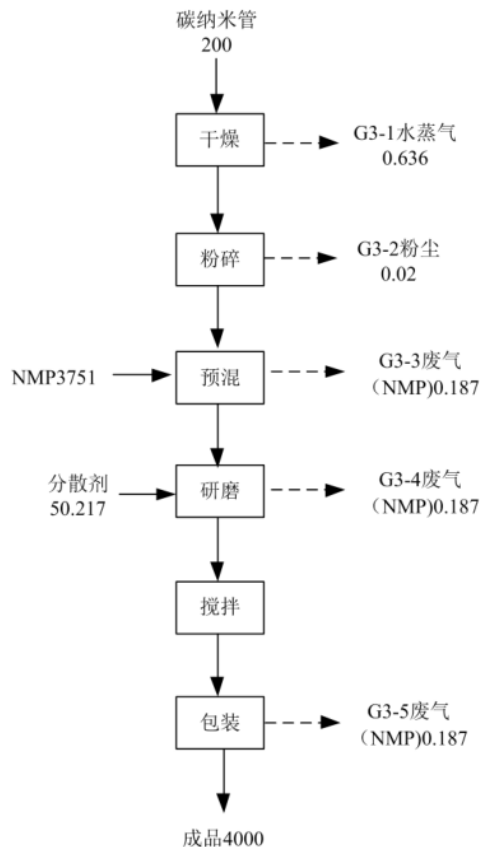 碳纳米管
200
干燥
G3-1水蒸气
0.636
粉碎
G3-2粉尘
0.02
NMP3751
预混
G3-3废气
（NMP)0.187
分散剂
50.217
研磨
G3-4废气
（NMP)0.187
搅拌
包装
G3-5废气
（NMP)0.187
成品4000